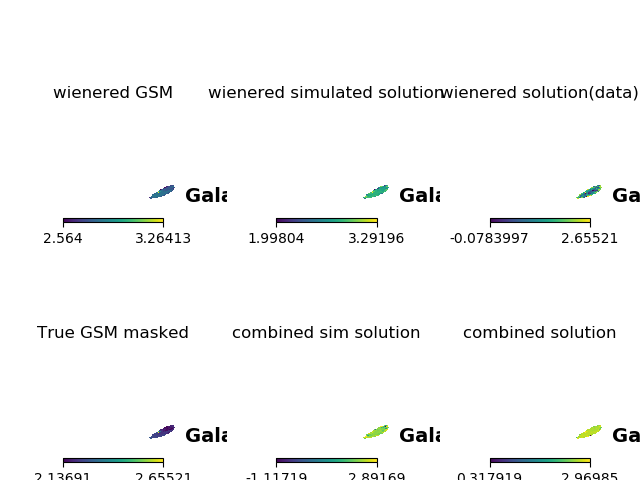 wienered GSM
wienered simulated solution
wienered solution(data)
Gala
Gala
Ga
2.564 3.26413
1.99804 3.29196
-0.0783997 2.65521
True GSM masked
combined sim solution
combined solution
Gala
Gala
Ga
2.13691 2.65521
-1.11719 2.89169
0.317919 2.96985